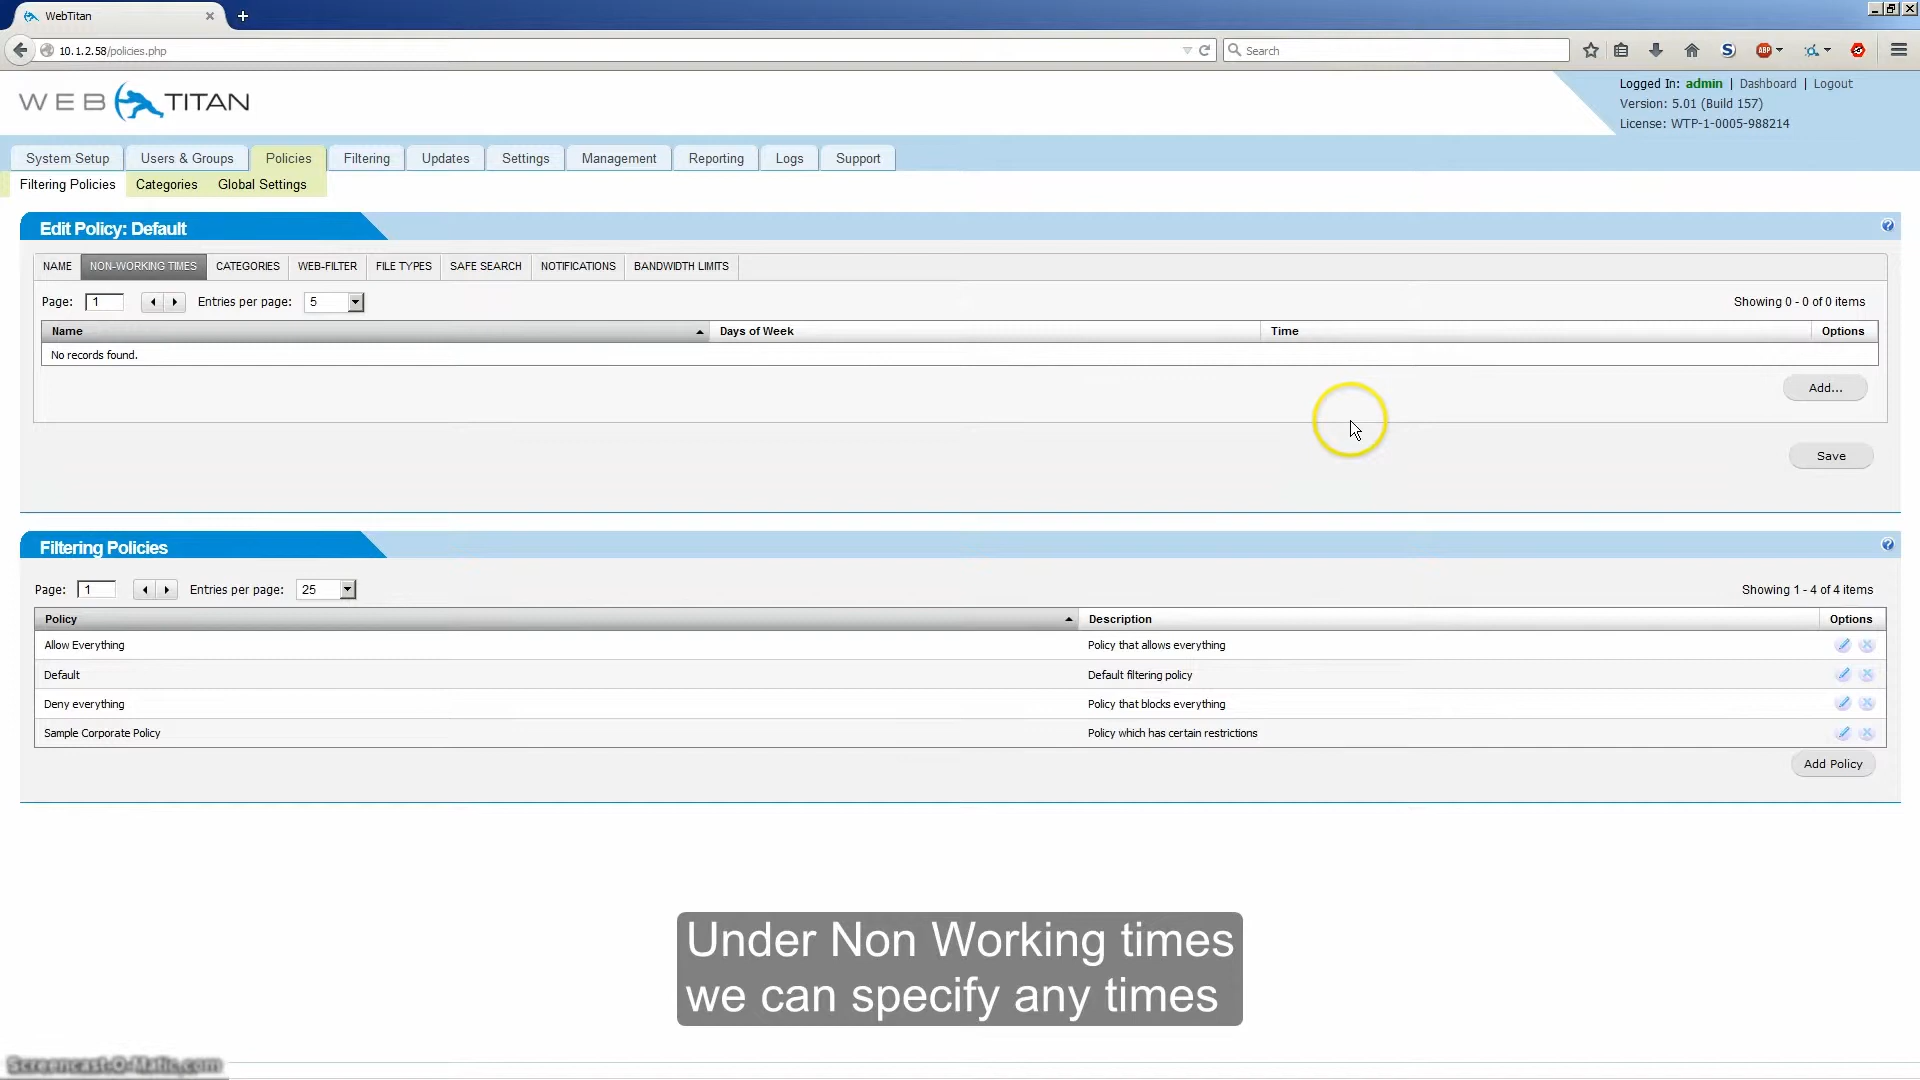 WebTitan
10.1.2.58/policies.php
Search
WEB TITAN
Logged In: admin | Dashboard | Logout
Version: 5.01 (Build 157)
License: WTP-1-0005-988214
System Setup Users & Groups Policies Filtering Updates Settings Management Reporting Logs Support
Filtering Policies Categories Global Settings
Edit Policy: Default
NAME NON-WORKING TIMES CATEGORIES WEB-FILTER FILE TYPES SAFE SEARCH NOTIFICATIONS BANDWIDTH LIMITS
Page: 1 Entries per page: 5 Showing 0 - 0 of 0 items
Name Days of Week Time Options
No records found.
Add...
Save
Filtering Policies
Page: 1 Entries per page: 25 Showing 1 - 4 of 4 items
Policy Description Options
Allow Everything Policy that allows everything
Default Default filtering policy
Deny everything Policy that blocks everything
Sample Corporate Policy Policy which has certain restrictions
Add Policy
Under Non Working times
we can specify any times
Screencast-O-Matic.com